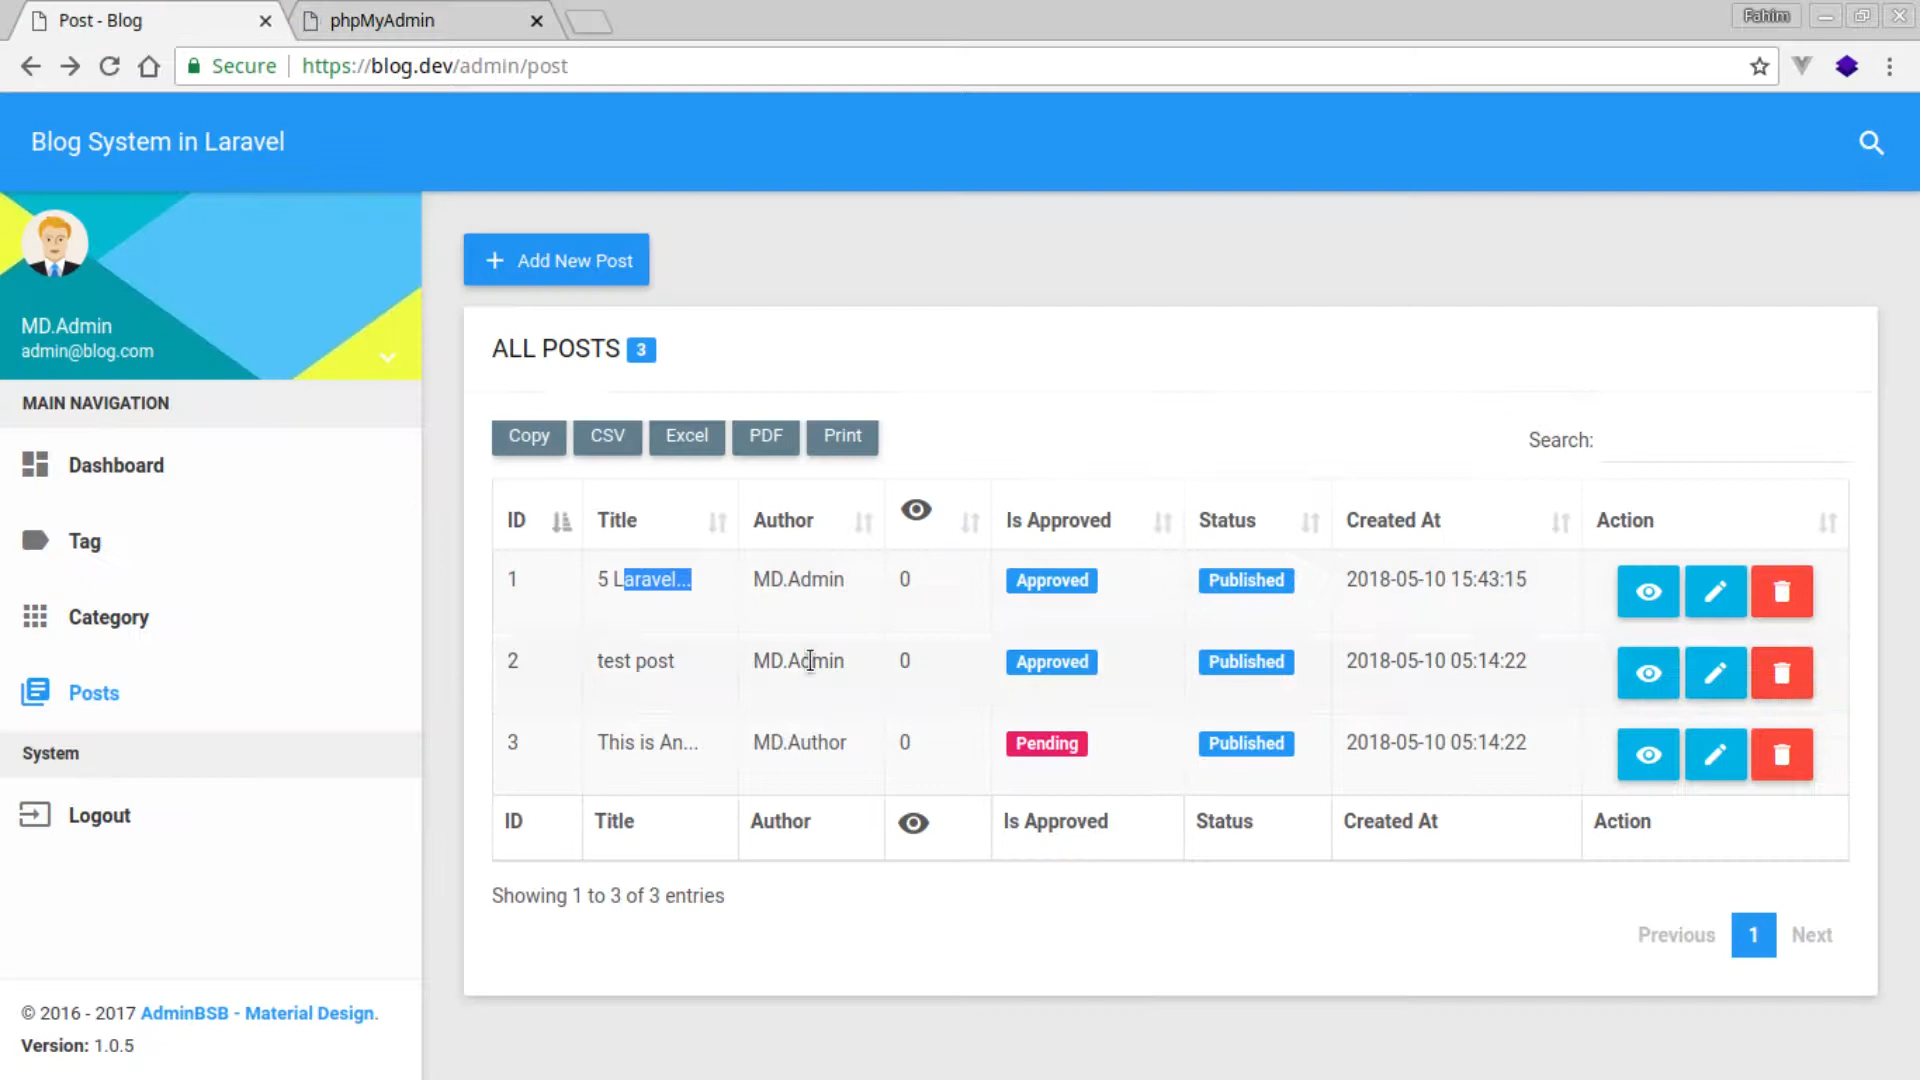 Post - Blog
phpMyAdmin
Fahim
Secure
https://blog.dev/admin/post
Blog System in Laravel
MD.Admin
admin@blog.com
MAIN NAVIGATION
Dashboard
Tag
Category
Posts
System
Logout
© 2016 - 2017 AdminBSB - Material Design.
Version: 1.0.5
Add New Post
ALL POSTS 3
Copy CSV Excel PDF Print
Search:
ID Title Author Is Approved Status Created At Action
1 5 Laravel... MD.Admin 0 Approved Published 2018-05-10 15:43:15
2 test post MD.Admin 0 Approved Published 2018-05-10 05:14:22
3 This is An... MD.Author 0 Pending Published 2018-05-10 05:14:22
ID Title Author Is Approved Status Created At Action
Showing 1 to 3 of 3 entries
Previous 1 Next